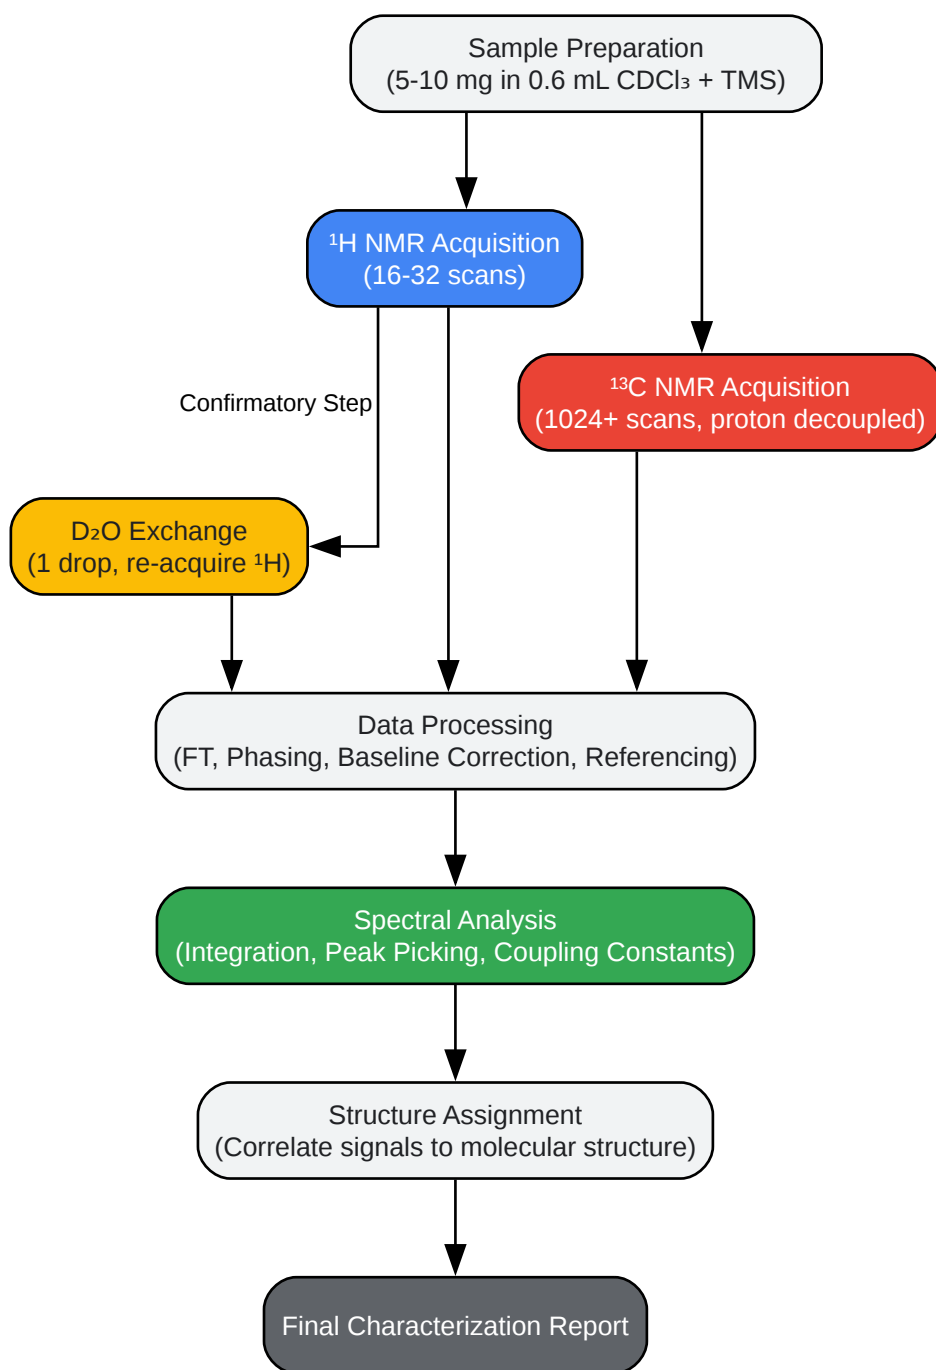 Sample Preparation
(5-10 mg in 0.6 mL CDCl₃ + TMS)
¹H NMR Acquisition
(16-32 scans)
¹³C NMR Acquisition
(1024+ scans, proton decoupled)
Confirmatory Step
D₂O Exchange
(1 drop, re-acquire ¹H)
Data Processing
(FT, Phasing, Baseline Correction, Referencing)
Spectral Analysis
(Integration, Peak Picking, Coupling Constants)
Structure Assignment
(Correlate signals to molecular structure)
Final Characterization Report